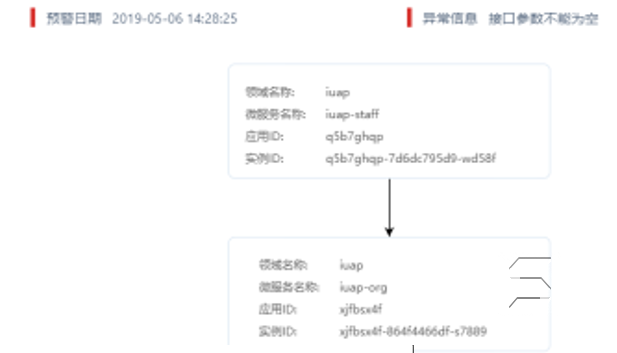 预警日期 2019-05-06 14:28:25
异常信息 接口参数不能为空
领域名称: iuap
微服务名称: iuap-staff
应用ID: q5b7ghqp
实例ID: q5b7ghqp-7d6dc795d9-wd58f
领域名称: iuap
微服务名称: iuap-org
应用ID: xjfbsx4f
实例ID: xjfbsx4f-864f4466df-s7889